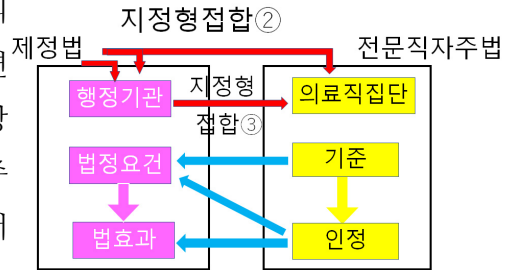 지정형접합②
제정법
전문직자주법
행정기관
지정형
접합③
의료직집단
법정요건
기준
법효과
인정